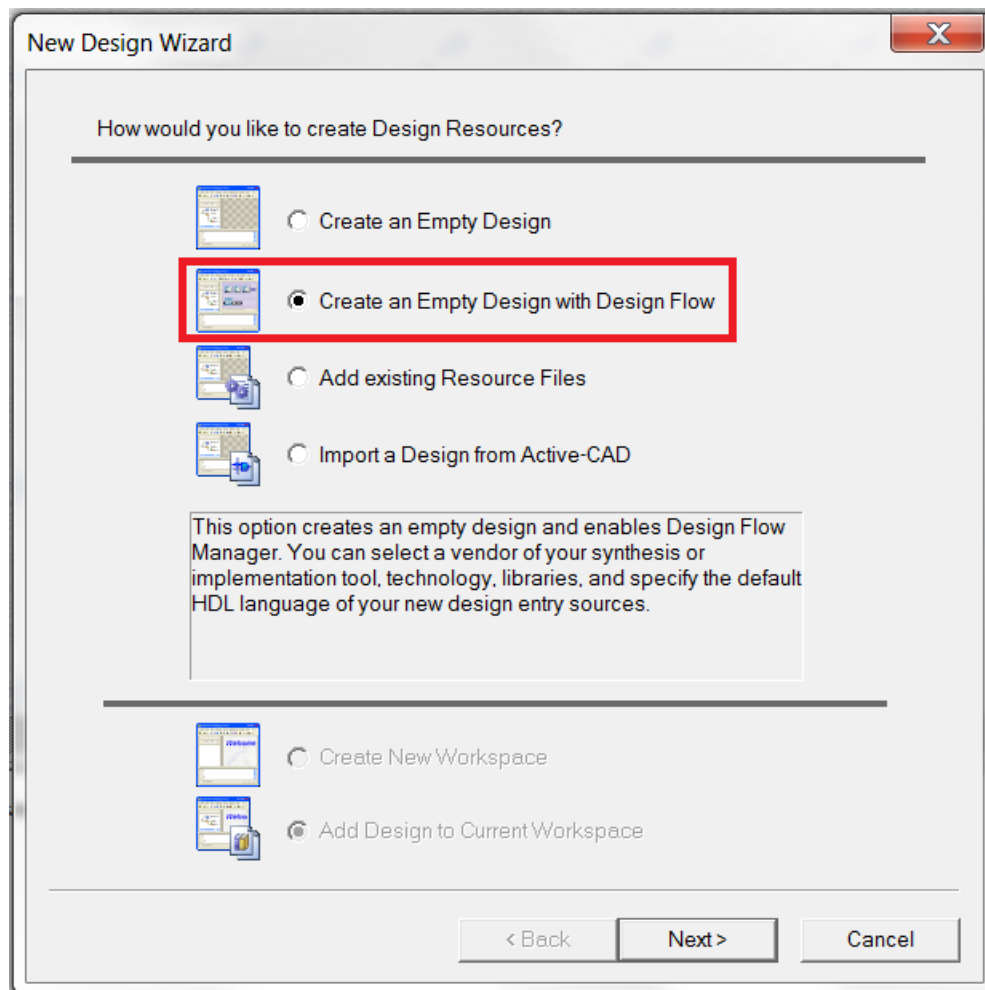 New Design Wizard
How would you like to create Design Resources?
Create an Empty Design
Create an Empty Design with Design Flow
Add existing Resource Files
Import a Design from Active-CAD
This option creates an empty design and enables Design Flow
Manager. You can select a vendor of your synthesis or
implementation tool, technology, libraries, and specify the default
HDL language of your new design entry sources.
Create New Workspace
Add Design to Current Workspace
< Back
Next >
Cancel